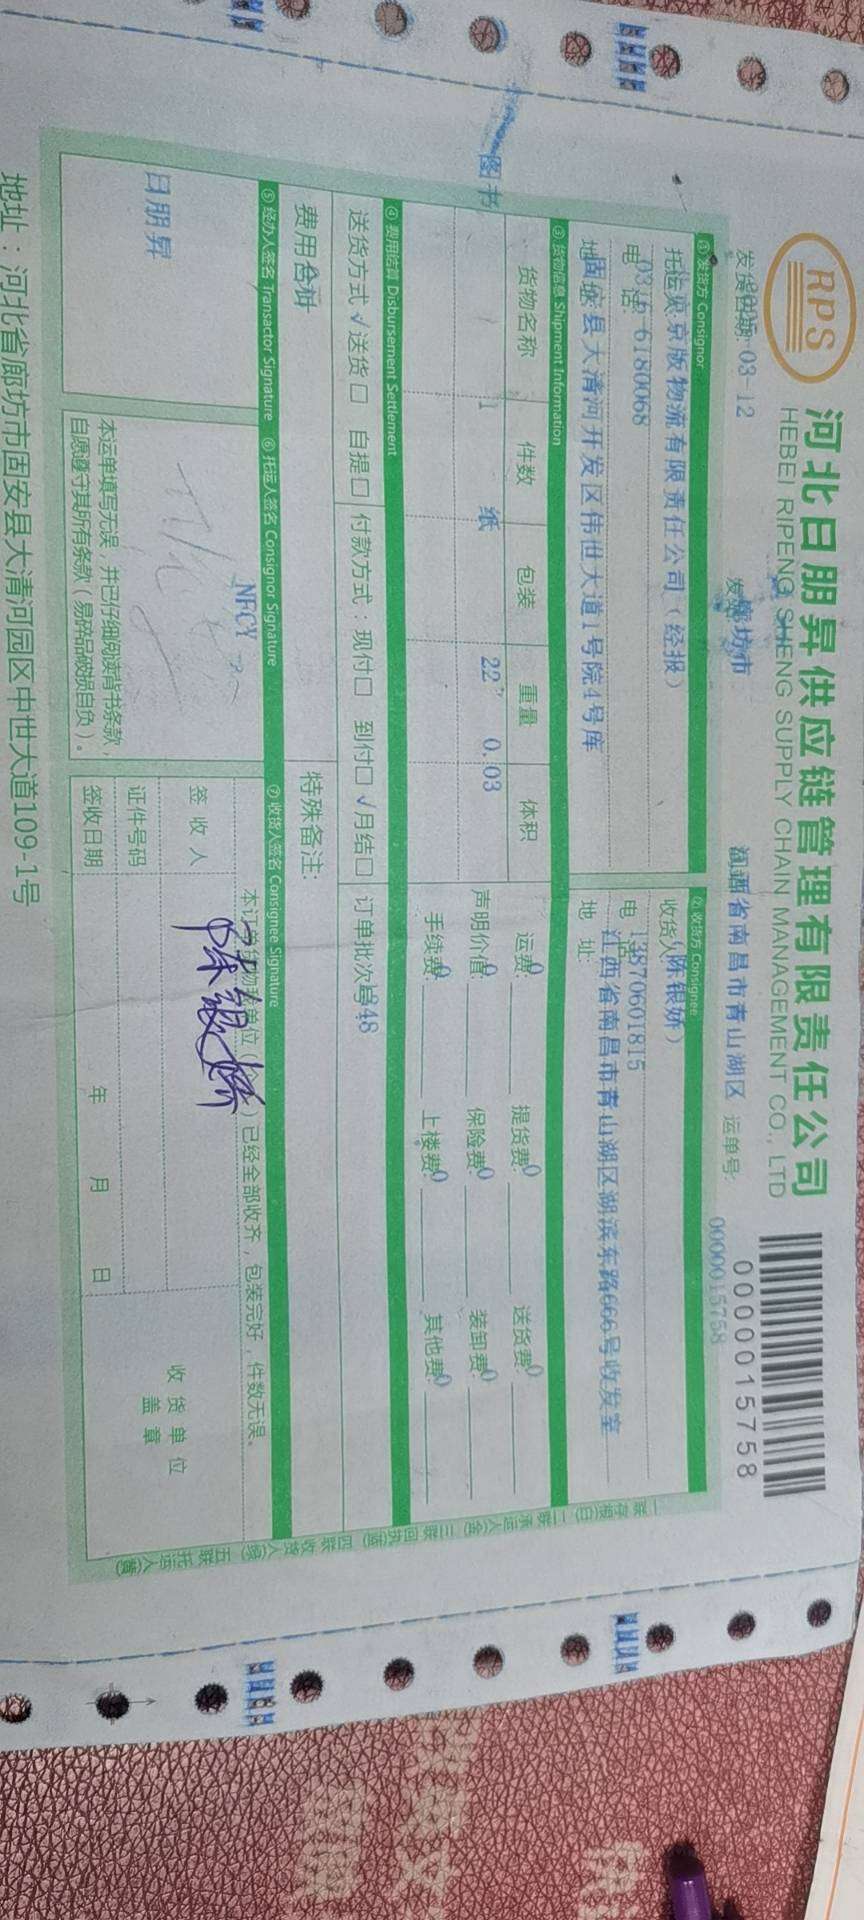 RPS
河北日朋昇供应链管理有限责任公司
HEBEI RIPENG SHENG SUPPLY CHAIN MANAGEMENT CO., LTD
0000015758
发货日期: 03-12
廊坊市
江西省南昌市青山湖区
运单号:
0000015758
①发货方 Consignor
京版物流有限责任公司（经报）
电话: 0316-6180068
固安县大清河开发区伟世大道1号院4号库
②收货方 Consignee
收货人（陈银娇）
电话 13870601815
地址: 江西省南昌市青山湖区湖滨东路666号收发室
③货物信息 Shipment Information
货物名称 件数 包装 重量 体积
图书 1 纸 22 0.03
运费: 0 提货费: 0 送货费: 0
声明价值: 0 保险费: 0 装卸费: 0
手续费: 0 上楼费: 0 其他费: 0
④费用结算 Disbursement Settlement
送货方式 √送货□ 自提□ 付款方式：现付□ 到付□ √月结□ 订单批次号48
费用合计
特殊备注:
⑤经办人签名 Transactor Signature ⑥托运人签名 Consignor Signature ⑦收货人签名 Consignee Signature
日朋昇
NFCY
已经全部收齐，包装完好，件数无误。
签收人
陈银娇
证件号码
签收日期 年 月 日
收货单位
盖章
本运单填写无误，并已仔细阅读背书条款，
自愿遵守其所有条款（易碎品破损自负）。
一联存根(白) 二联承运人(金) 三联回执(蓝) 四联收货人(绿) 五联托运人(黄)
地址：河北省廊坊市固安县大清河园区中世大道109-1号